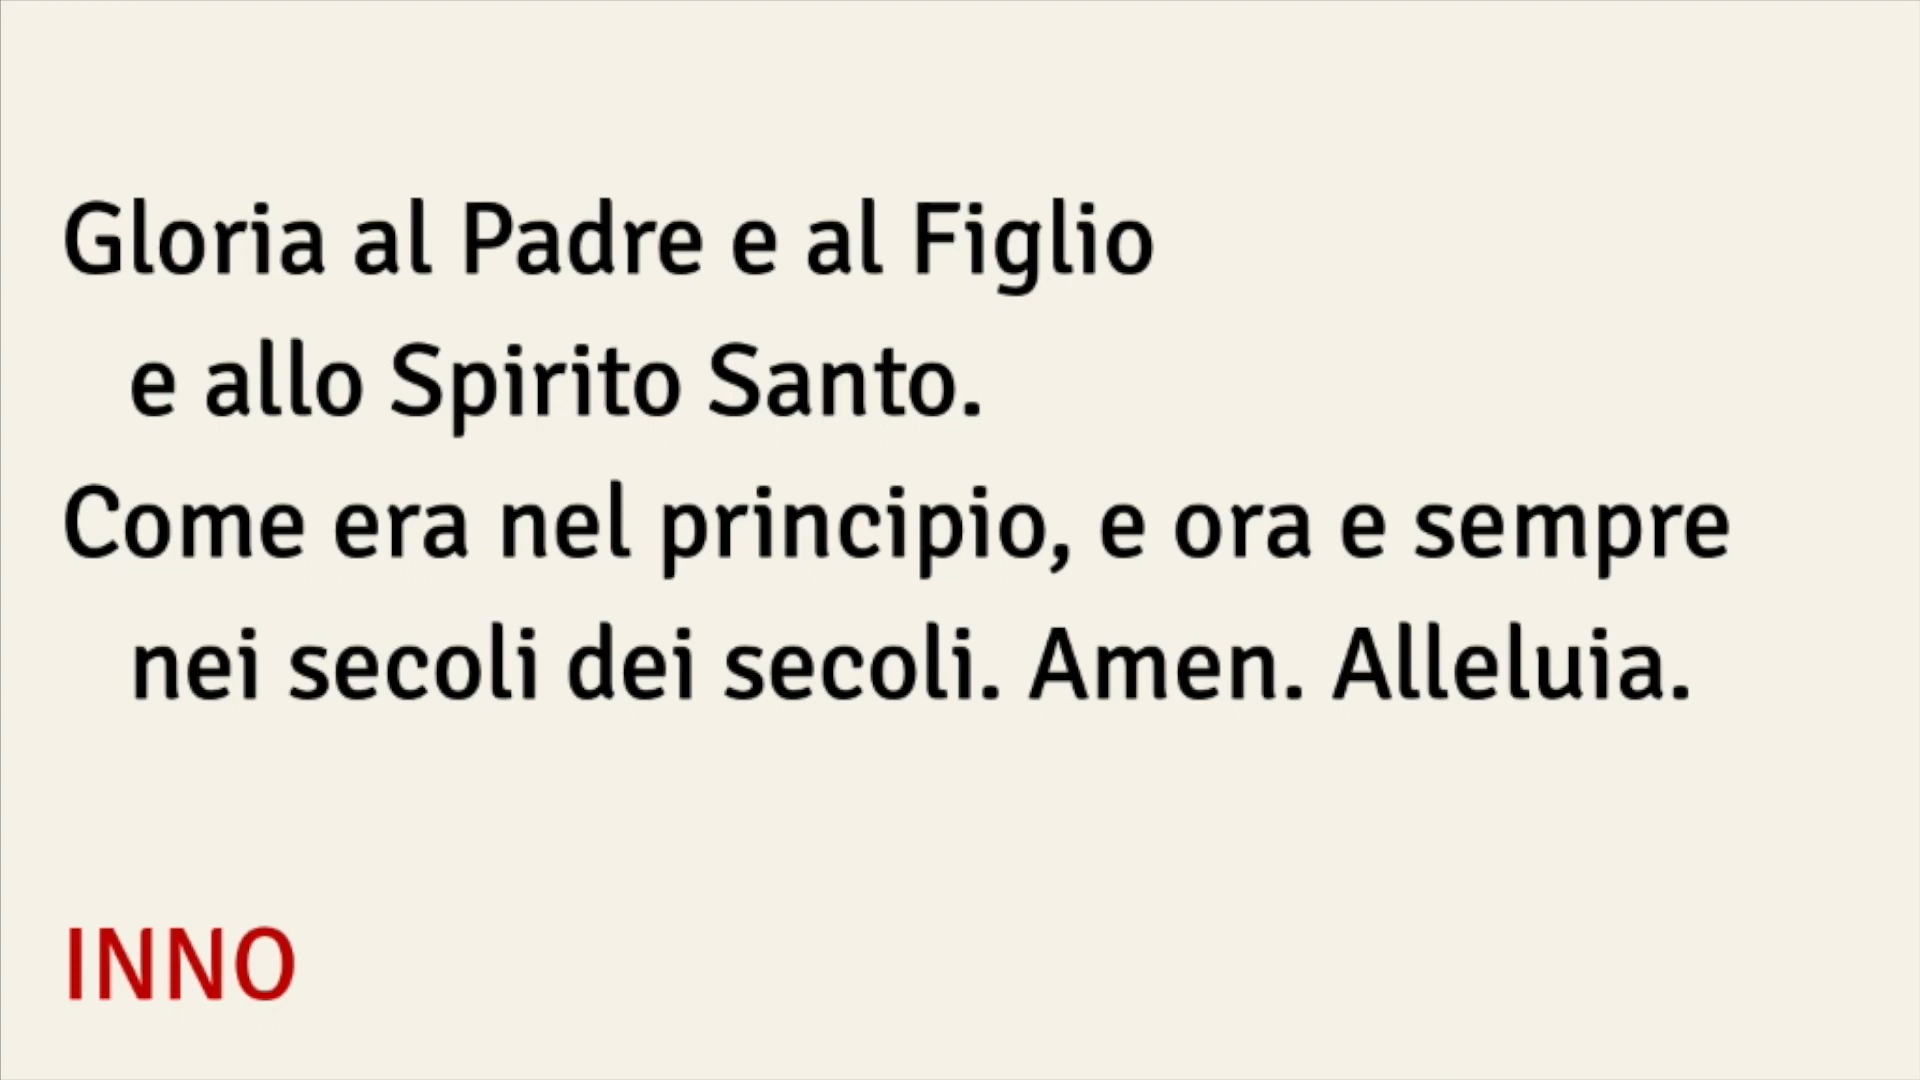 Gloria al Padre e al Figlio
e allo Spirito Santo.
Come era nel principio, e ora e sempre
nei secoli dei secoli. Amen. Alleluia.
INNO